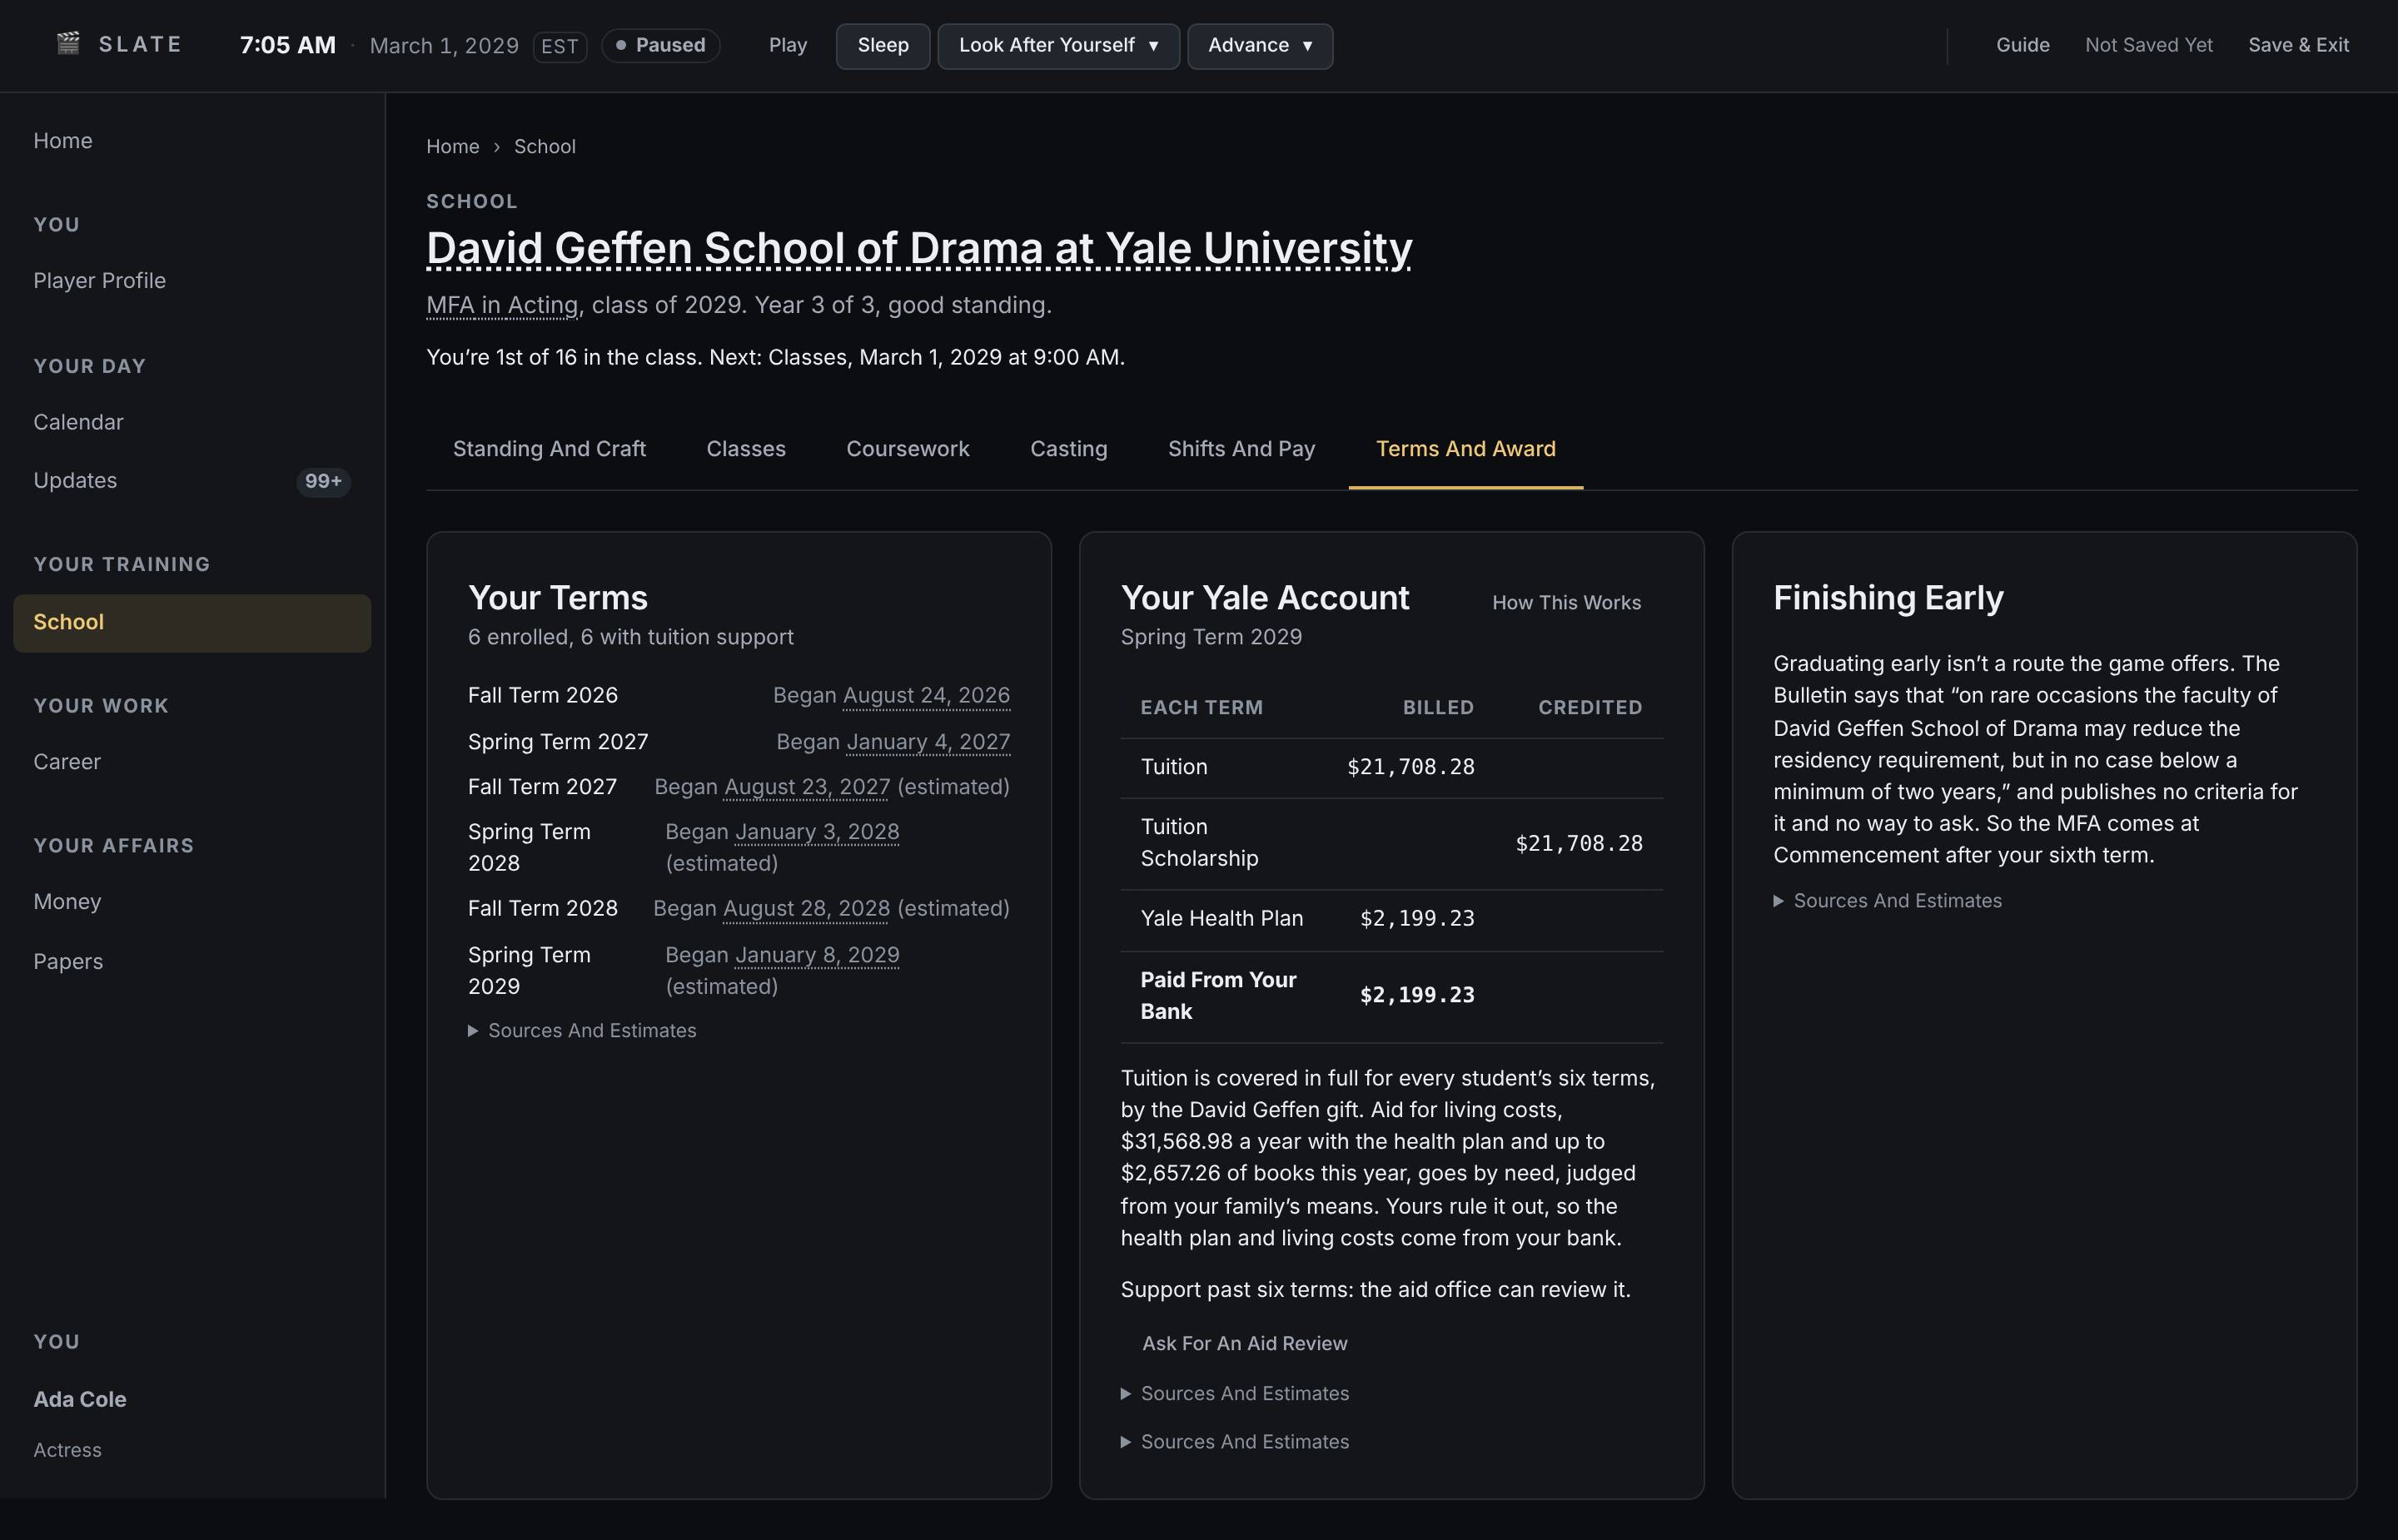 🎬 SLATE
7:05 AM · March 1, 2029 EST Paused Play Sleep Look After Yourself ▼ Advance ▼ Guide Not Saved Yet Save & Exit
Home
YOU
Player Profile
YOUR DAY
Calendar
Updates 99+
YOUR TRAINING
School
YOUR WORK
Career
YOUR AFFAIRS
Money
Papers
YOU
Ada Cole
Actress
Home › School
SCHOOL
David Geffen School of Drama at Yale University
MFA in Acting, class of 2029. Year 3 of 3, good standing.
You’re 1st of 16 in the class. Next: Classes, March 1, 2029 at 9:00 AM.
Standing And Craft Classes Coursework Casting Shifts And Pay Terms And Award
Your Terms
6 enrolled, 6 with tuition support
Fall Term 2026 Began August 24, 2026
Spring Term 2027 Began January 4, 2027
Fall Term 2027 Began August 23, 2027 (estimated)
Spring Term 2028 Began January 3, 2028 (estimated)
Fall Term 2028 Began August 28, 2028 (estimated)
Spring Term 2029 Began January 8, 2029 (estimated)
▶ Sources And Estimates
Your Yale Account How This Works
Spring Term 2029
EACH TERM BILLED CREDITED
Tuition $21,708.28
Tuition Scholarship $21,708.28
Yale Health Plan $2,199.23
Paid From Your Bank $2,199.23
Tuition is covered in full for every student’s six terms,
by the David Geffen gift. Aid for living costs,
$31,568.98 a year with the health plan and up to
$2,657.26 of books this year, goes by need, judged
from your family’s means. Yours rule it out, so the
health plan and living costs come from your bank.
Support past six terms: the aid office can review it.
Ask For An Aid Review
▶ Sources And Estimates
▶ Sources And Estimates
Finishing Early
Graduating early isn’t a route the game offers. The
Bulletin says that “on rare occasions the faculty of
David Geffen School of Drama may reduce the
residency requirement, but in no case below a
minimum of two years,” and publishes no criteria for
it and no way to ask. So the MFA comes at
Commencement after your sixth term.
▶ Sources And Estimates